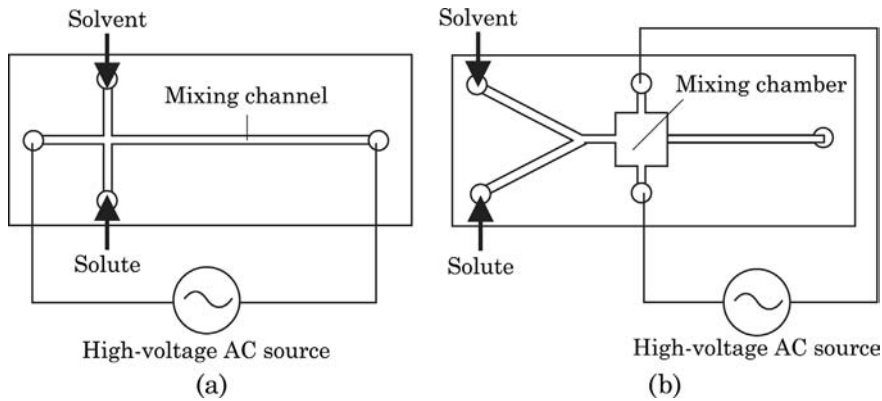 Solvent
Mixing channel
Solute
High-voltage AC source
(a)
Solvent
Mixing chamber
Solute
High-voltage AC source
(b)